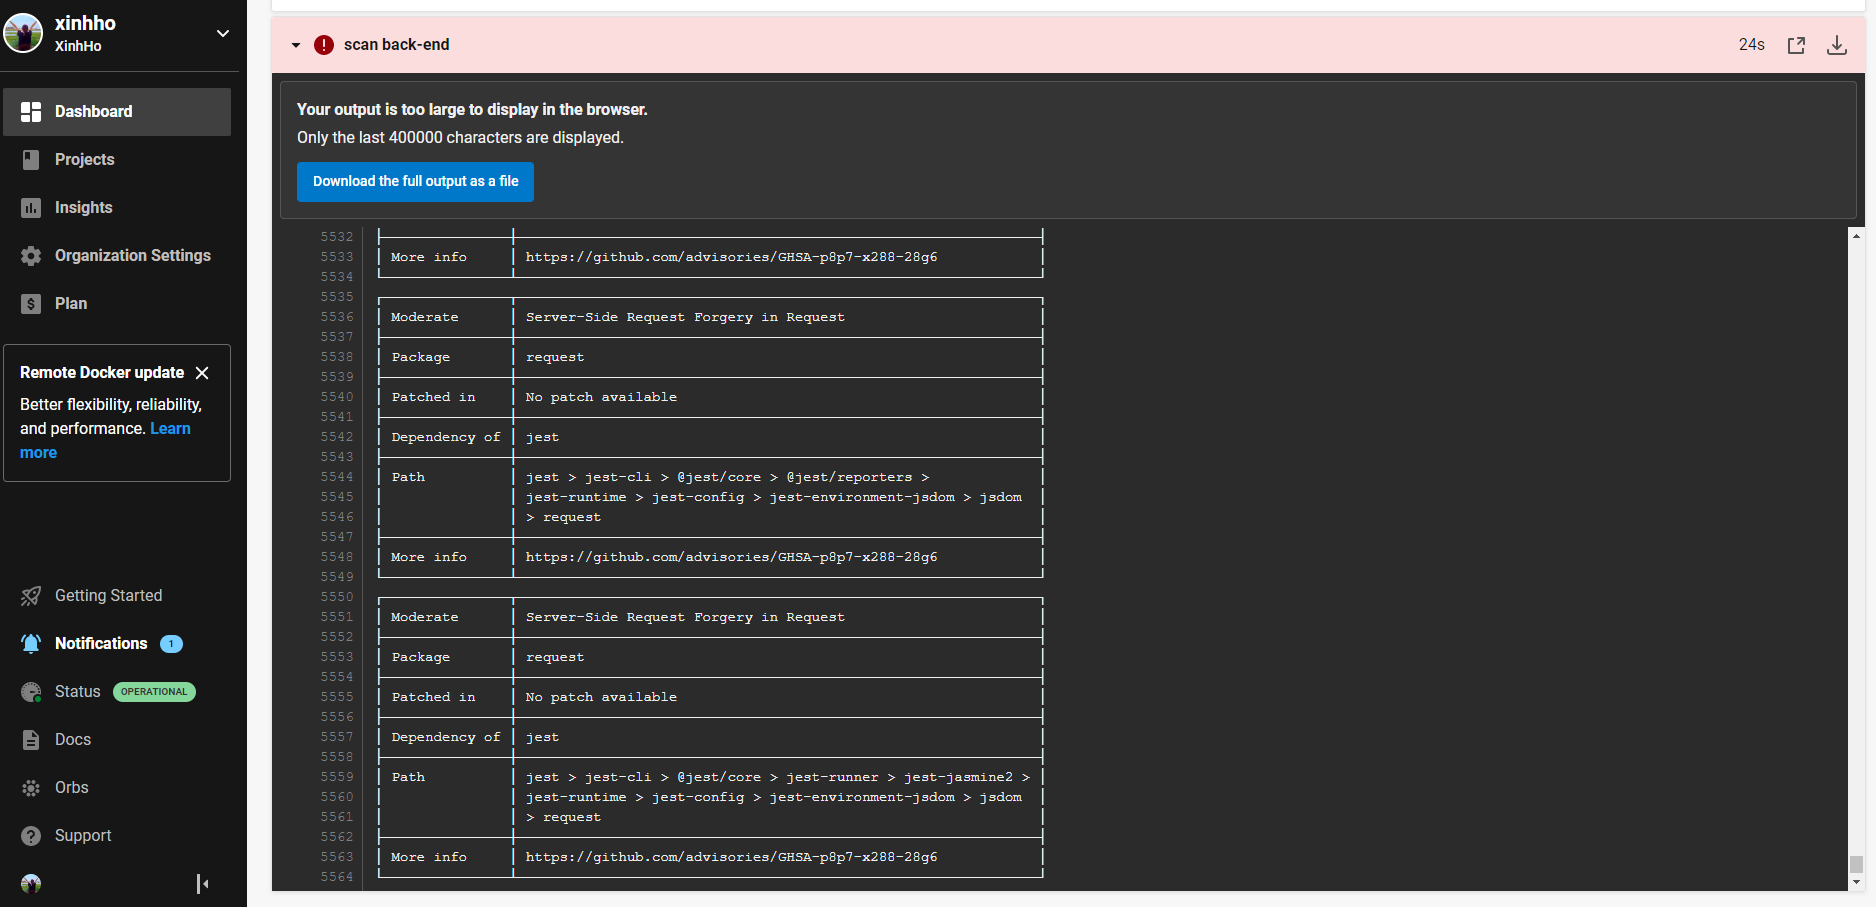 xinhho
XinhHo
Dashboard
Projects
Insights
Organization Settings
Plan
Remote Docker update
Better flexibility, reliability,
and performance. Learn
more
Getting Started
Notifications 1
Status OPERATIONAL
Docs
Orbs
Support
scan back-end 24s
Your output is too large to display in the browser.
Only the last 400000 characters are displayed.
Download the full output as a file
5532
5533 More info https://github.com/advisories/GHSA-p8p7-x288-28g6
5534
5535
5536 Moderate Server-Side Request Forgery in Request
5537
5538 Package request
5539
5540 Patched in No patch available
5541
5542 Dependency of jest
5543
5544 Path jest > jest-cli > @jest/core > @jest/reporters >
5545 jest-runtime > jest-config > jest-environment-jsdom > jsdom
5546 > request
5547
5548 More info https://github.com/advisories/GHSA-p8p7-x288-28g6
5549
5550
5551 Moderate Server-Side Request Forgery in Request
5552
5553 Package request
5554
5555 Patched in No patch available
5556
5557 Dependency of jest
5558
5559 Path jest > jest-cli > @jest/core > jest-runner > jest-jasmine2 >
5560 jest-runtime > jest-config > jest-environment-jsdom > jsdom
5561 > request
5562
5563 More info https://github.com/advisories/GHSA-p8p7-x288-28g6
5564